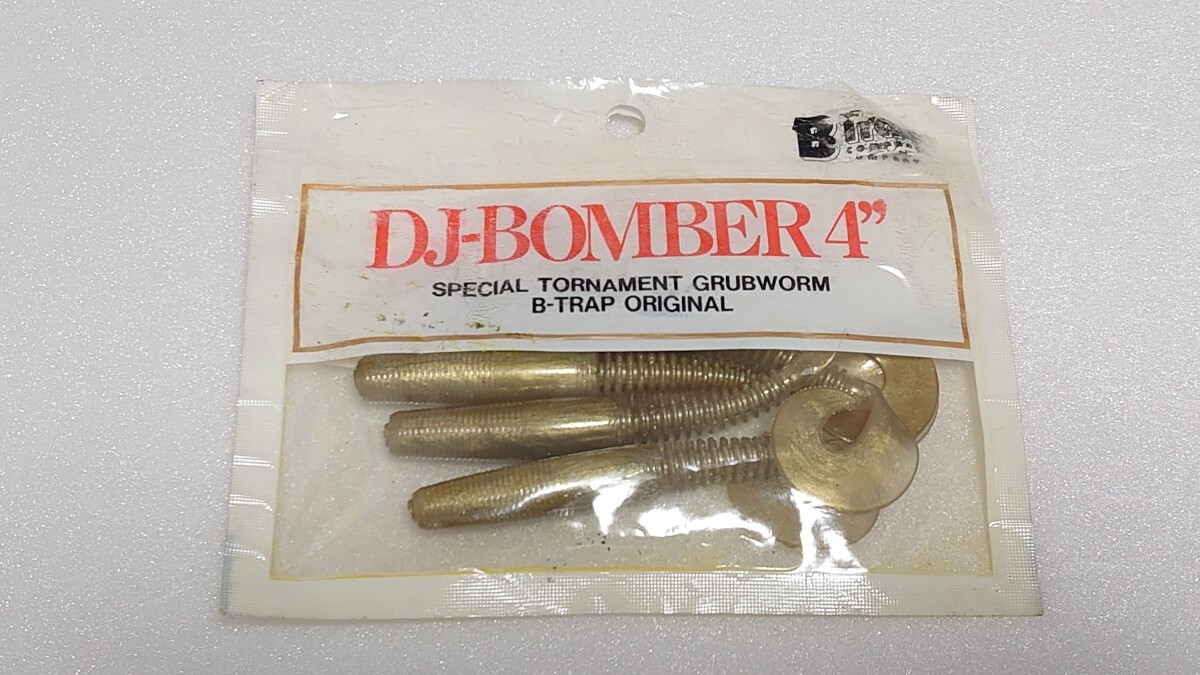 DJ-BOMBER 4”
SPECIAL TORNAMENT GRUBWORM
B-TRAP ORIGINAL